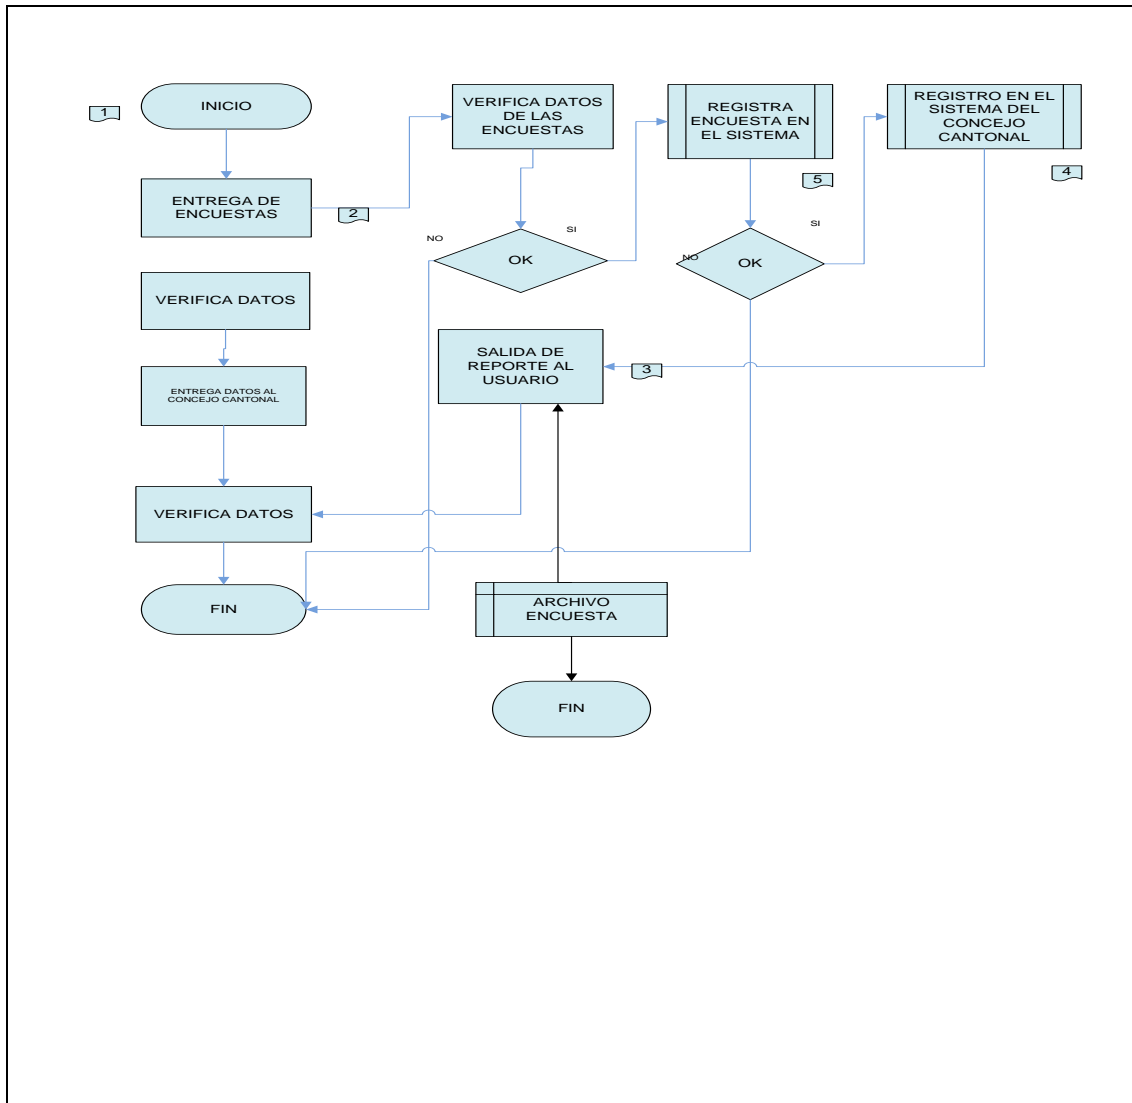 1
INICIO
VERIFICA DATOS
DE LAS
ENCUESTAS
REGISTRA
ENCUESTA EN
EL SISTEMA
REGISTRO EN EL
SISTEMA DEL
CONCEJO
CANTONAL
5
4
ENTREGA DE
ENCUESTAS
2
NO
SI
OK
SI
NO
OK
VERIFICA DATOS
SALIDA DE
REPORTE AL
USUARIO
3
ENTREGA DATOS AL
CONCEJO CANTONAL
VERIFICA DATOS
FIN
ARCHIVO
ENCUESTA
FIN